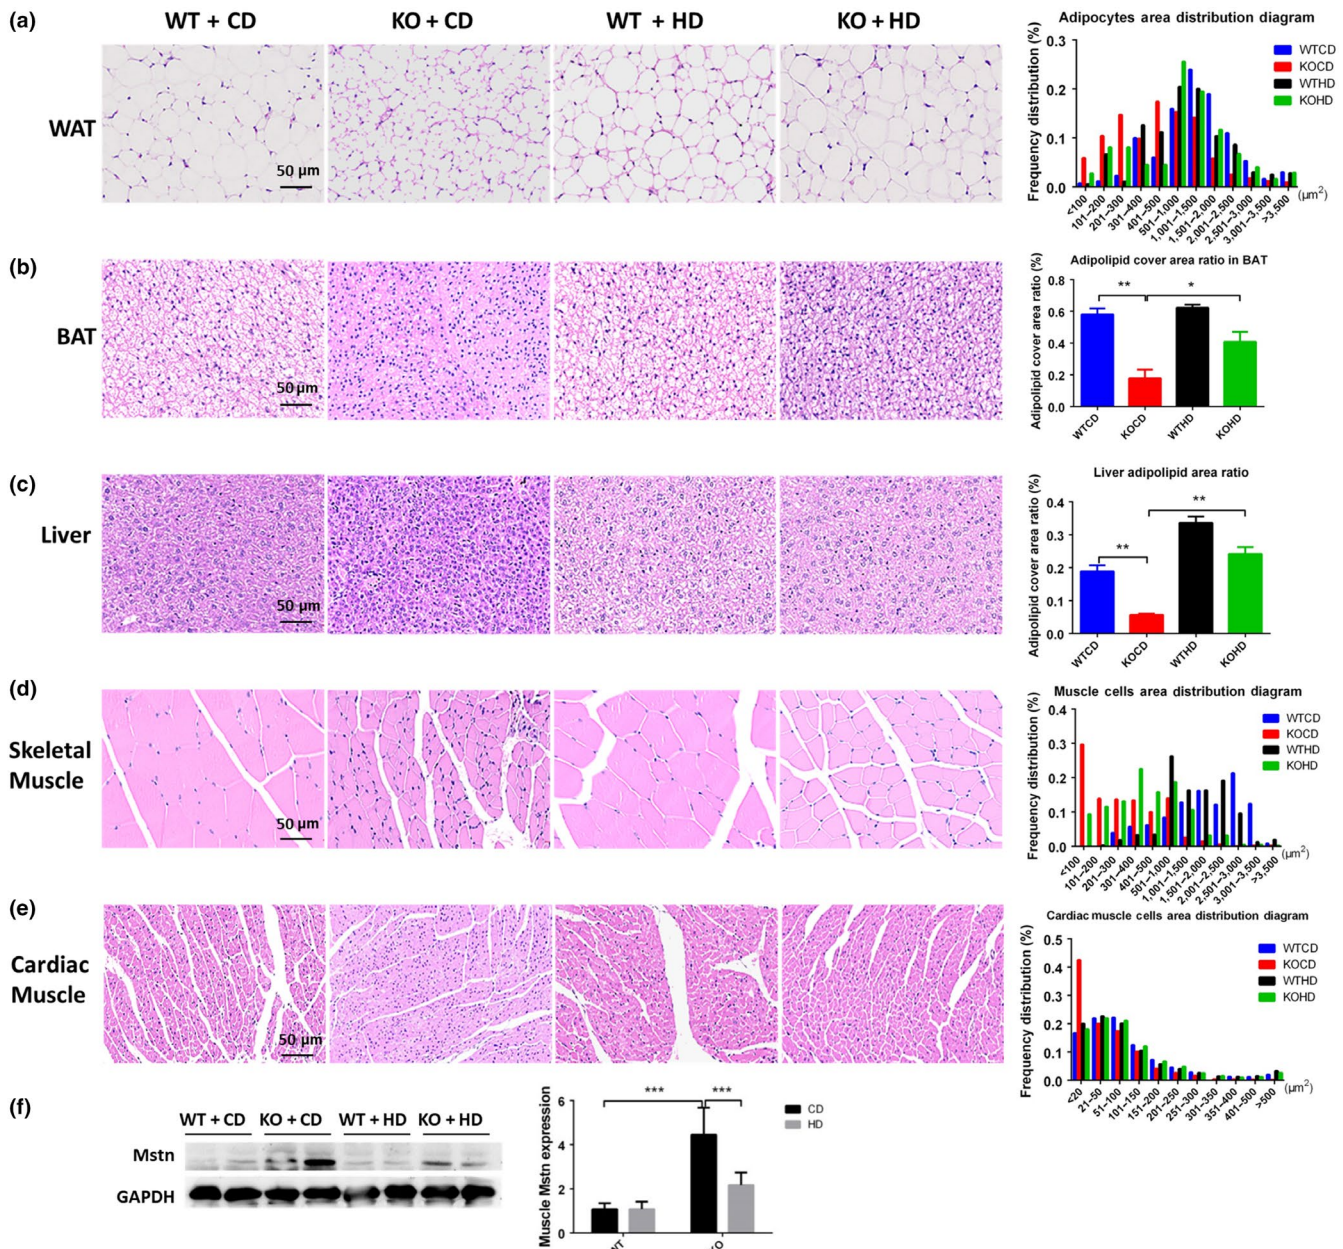 (a)
WT + CD
KO + CD
WT + HD
KO + HD
WAT
50 µm
Adipocytes area distribution diagram
Frequency distribution (%)
0.3
0.2
0.1
0.0
WTCD
KOCD
WTHD
KOHD
<100
101–200
201–300
301–400
401–500
501–1,000
1,001–1,500
1,501–2,000
2,001–2,500
2,501–3,000
3,001–3,500
>3,500
(µm²)
(b)
BAT
50 µm
Adipolipid cover area ratio in BAT
Adipolipid cover area ratio (%)
0.8
0.6
0.4
0.2
0.0
**
*
WTCD
KOCD
WTHD
KOHD
(c)
Liver
50 µm
Liver adipolipid area ratio
Adipolipid cover area ratio (%)
0.4
0.3
0.2
0.1
0.0
**
**
WTCD
KOCD
WTHD
KOHD
(d)
Skeletal
Muscle
50 µm
Muscle cells area distribution diagram
Frequency distribution (%)
0.4
0.3
0.2
0.1
0.0
WTCD
KOCD
WTHD
KOHD
<100
101–200
201–300
301–400
401–500
501–1,000
1,001–1,500
1,501–2,000
2,001–2,500
2,501–3,000
3,001–3,500
>3,500
(µm²)
(e)
Cardiac
Muscle
50 µm
Cardiac muscle cells area distribution diagram
Frequency distribution (%)
0.5
0.4
0.3
0.2
0.1
0.0
WTCD
KOCD
WTHD
KOHD
<20
21–50
51–100
101–150
151–200
201–250
251–300
301–350
351–400
401–500
>500
(µm²)
(f)
WT + CD
KO + CD
WT + HD
KO + HD
Mstn
GAPDH
Muscle Mstn expression
6
4
2
0
***
***
CD
HD
WT
KO